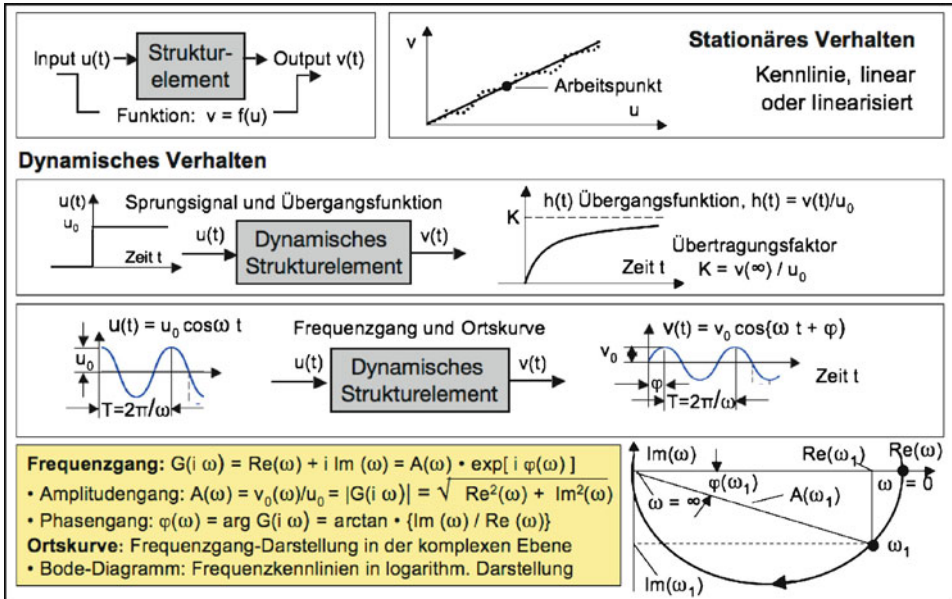 Input u(t)
Struktur-
element
Output v(t)
Funktion: v = f(u)
v
Arbeitspunkt
u
Stationäres Verhalten
Kennlinie, linear
oder linearisiert
Dynamisches Verhalten
u(t)
u₀
Zeit t
Sprungsignal und Übergangsfunktion
u(t)
Dynamisches
Strukturelement
v(t)
K
h(t) Übergangsfunktion, h(t) = v(t)/u₀
Übertragungsfaktor
K = v(∞) / u₀
Zeit t
u(t) = u₀ cosω t
u₀
T=2π/ω
Frequenzgang und Ortskurve
u(t)
Dynamisches
Strukturelement
v(t)
v(t) = v₀ cos{ω t + φ)
v₀
φ
T=2π/ω
Zeit t
Frequenzgang: G(i ω) = Re(ω) + i Im (ω) = A(ω) • exp[ i φ(ω) ]
• Amplitudengang: A(ω) = v₀(ω)/u₀ = |G(i ω)| = √ Re²(ω) + Im²(ω)
• Phasengang: φ(ω) = arg G(i ω) = arctan • {Im (ω) / Re (ω)}
Ortskurve: Frequenzgang-Darstellung in der komplexen Ebene
• Bode-Diagramm: Frequenzkennlinien in logarithm. Darstellung
Im(ω)
Re(ω₁)
Re(ω)
φ(ω₁)
ω = ∞
A(ω₁)
ω = 0
ω₁
Im(ω₁)